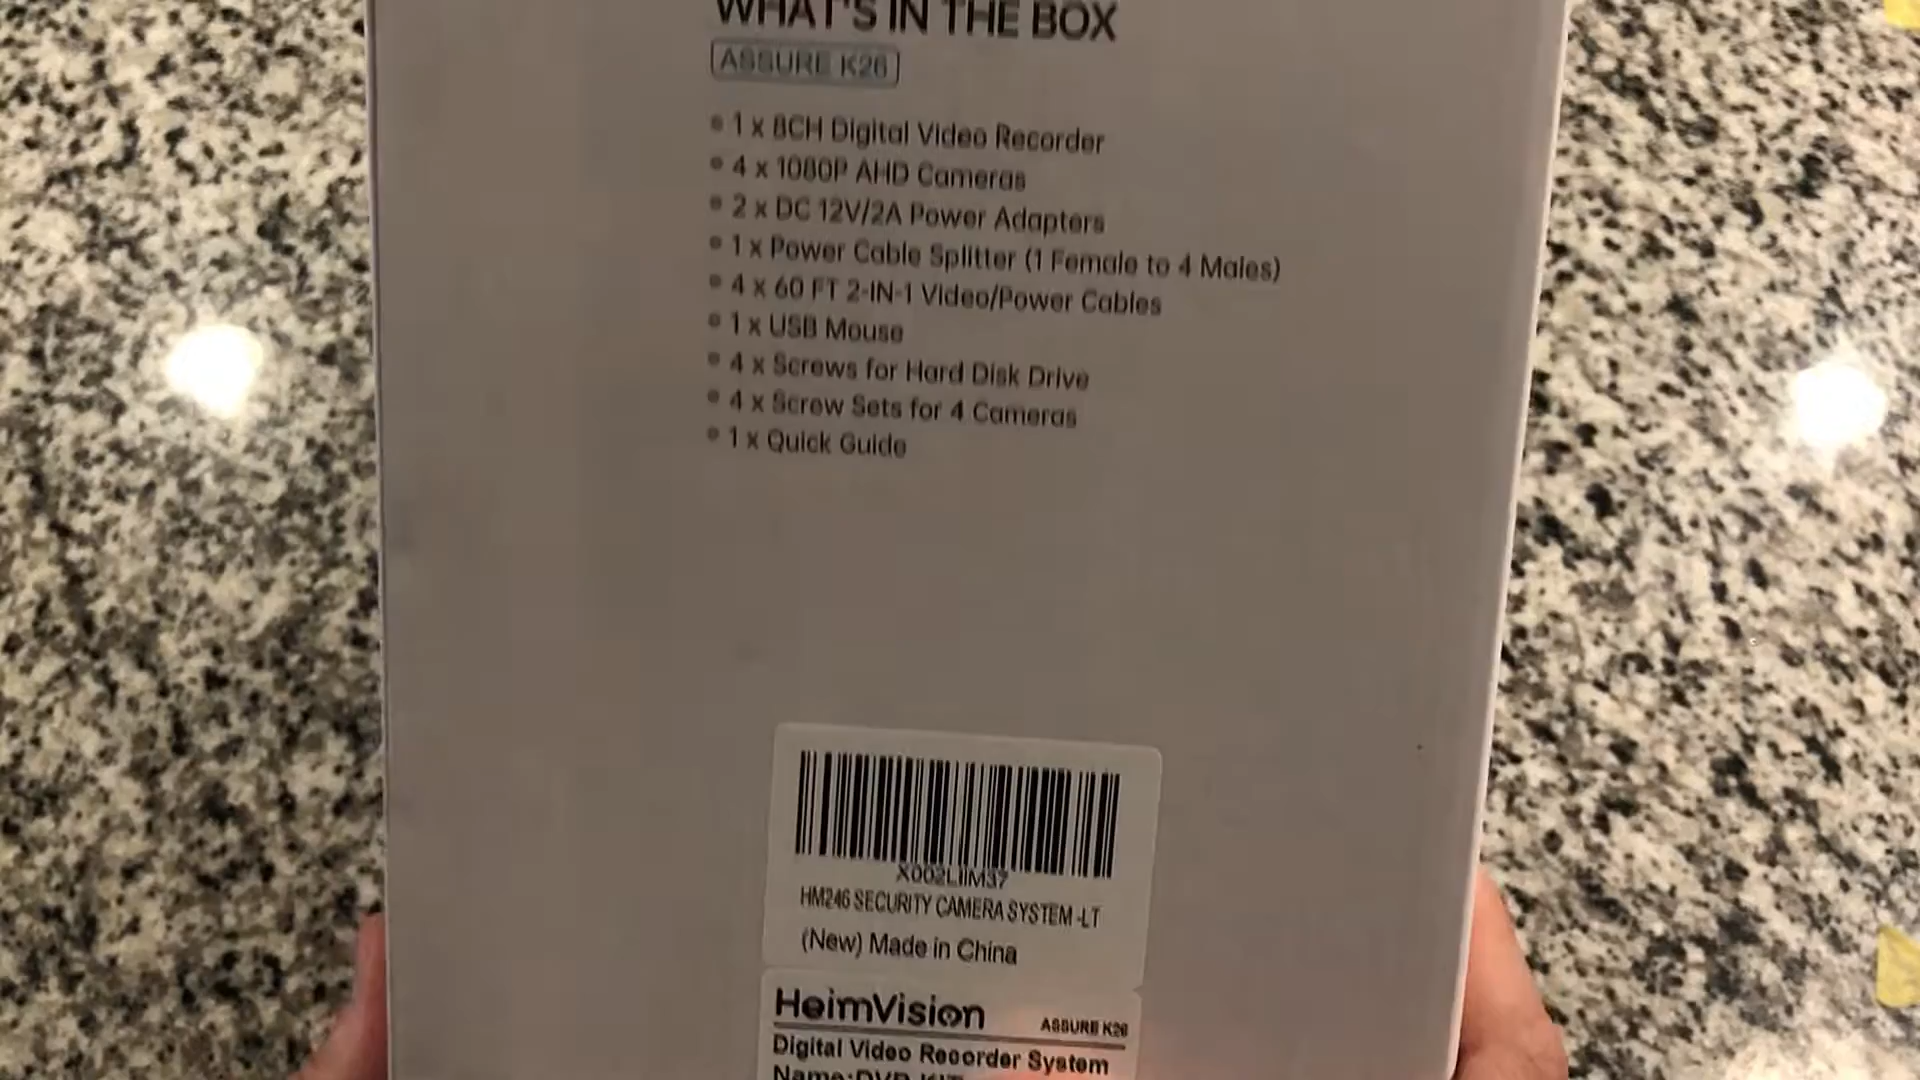 WHAT'S IN THE BOX
ASSURE K26
1 x 8CH Digital Video Recorder
4 x 1080P AHD Cameras
2 x DC 12V/2A Power Adapters
1 x Power Cable Splitter (1 Female to 4 Males)
4 x 60 FT 2-IN-1 Video/Power Cables
1 x USB Mouse
4 x Screws for Hard Disk Drive
4 x Screw Sets for 4 Cameras
1 x Quick Guide
X002LIIM37
HM246 SECURITY CAMERA SYSTEM -LT
(New) Made in China
HeimVision ASSURE K26
Digital Video Recorder System
Name:DVR KIT